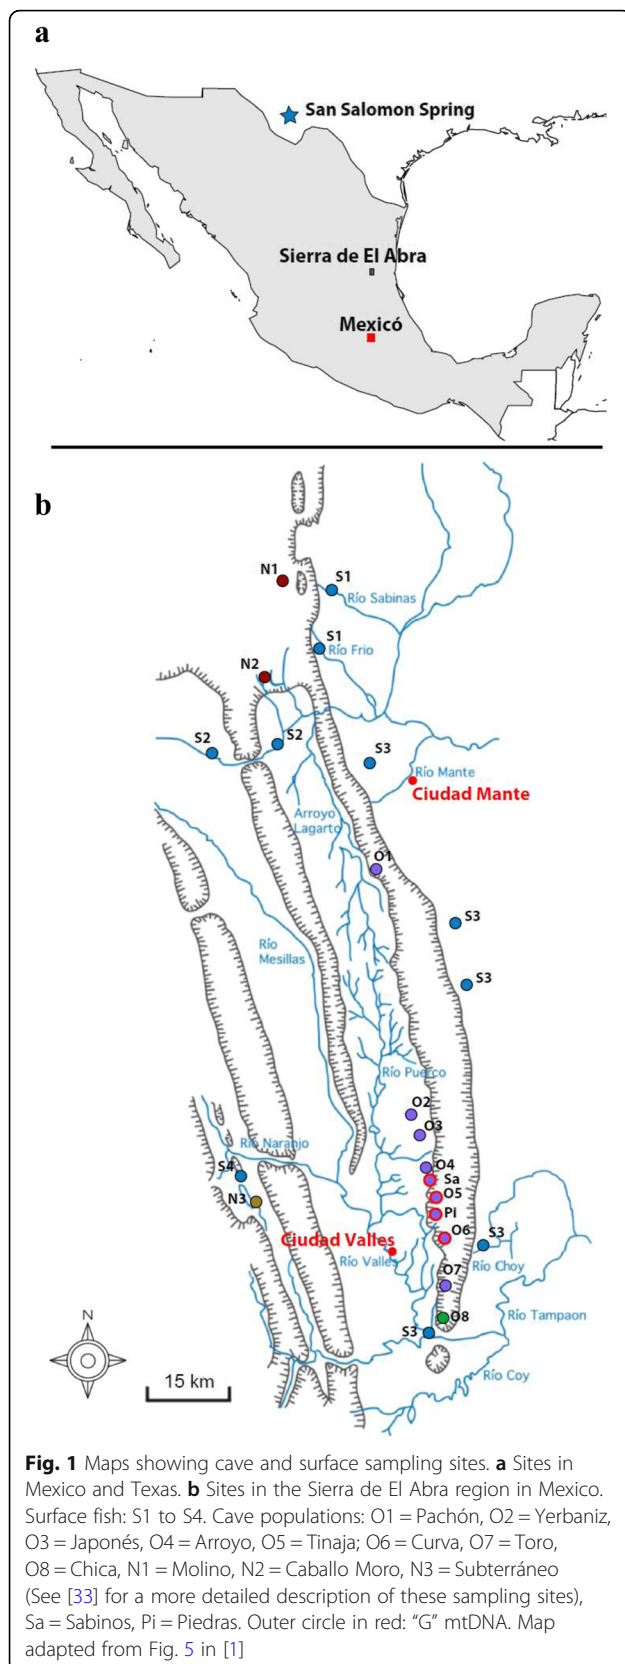 a
San Salomon Spring
Sierra de El Abra
Mexicó
b
N1
S1
Río Sabinas
S1
Río Frio
N2
S2
S2
S3
Río Mante
Ciudad Mante
Arroyo
Lagarto
O1
S3
Río
Mesillas
S3
Río Puerco
O2
O3
Río Naranjo
O4
S4
Sa
O5
N3
Pi
Ciudad Valles
O6
S3
Río Valles
Río Choy
O7
Río Tampaon
O8
S3
N
Río Coy
15 km
Fig. 1 Maps showing cave and surface sampling sites. a Sites in
Mexico and Texas. b Sites in the Sierra de El Abra region in Mexico.
Surface fish: S1 to S4. Cave populations: O1 = Pachón, O2 = Yerbaniz,
O3 = Japonés, O4 = Arroyo, O5 = Tinaja; O6 = Curva, O7 = Toro,
O8 = Chica, N1 = Molino, N2 = Caballo Moro, N3 = Subterráneo
(See [33] for a more detailed description of these sampling sites),
Sa = Sabinos, Pi = Piedras. Outer circle in red: “G” mtDNA. Map
adapted from Fig. 5 in [1]